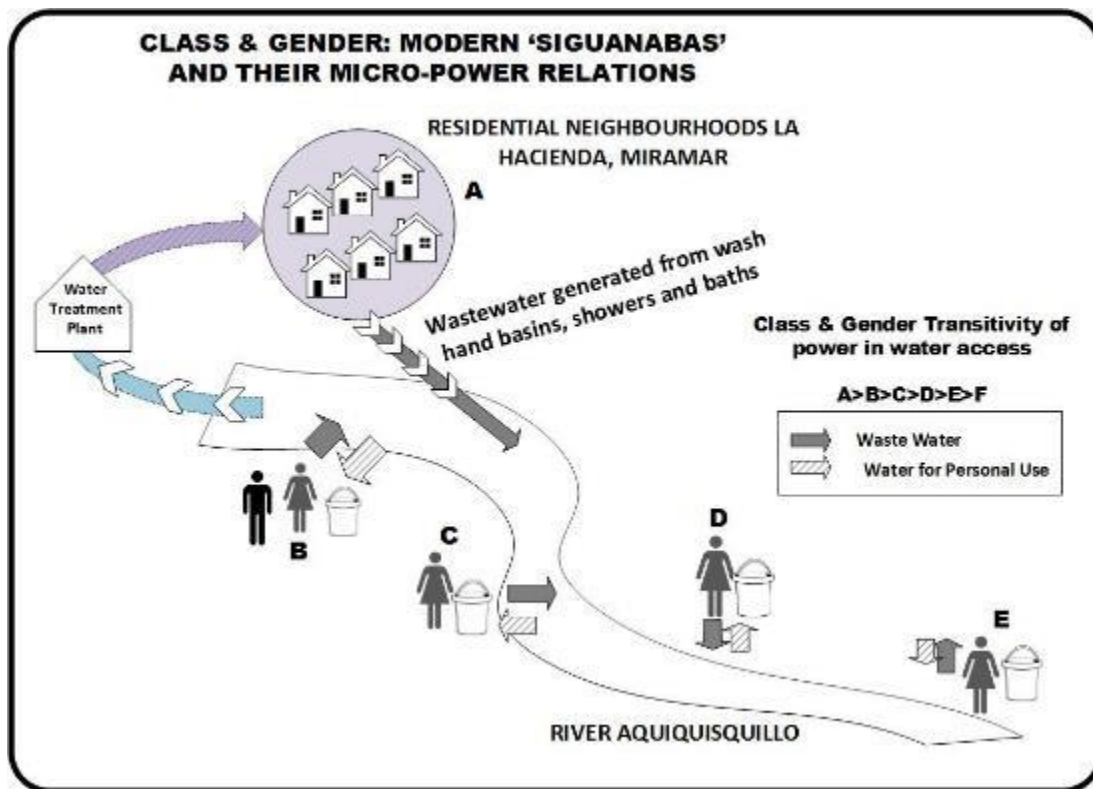 CLASS & GENDER: MODERN ‘SIGUANABAS’
AND THEIR MICRO-POWER RELATIONS
RESIDENTIAL NEIGHBOURHOODS LA
HACIENDA, MIRAMAR
A
Water
Treatment
Plant
Wastewater generated from wash
hand basins, showers and baths
Class & Gender Transitivity of
power in water access
A>B>C>D>E>F
Waste Water
Water for Personal Use
B
C
D
E
RIVER AQUIQUISQUILLO